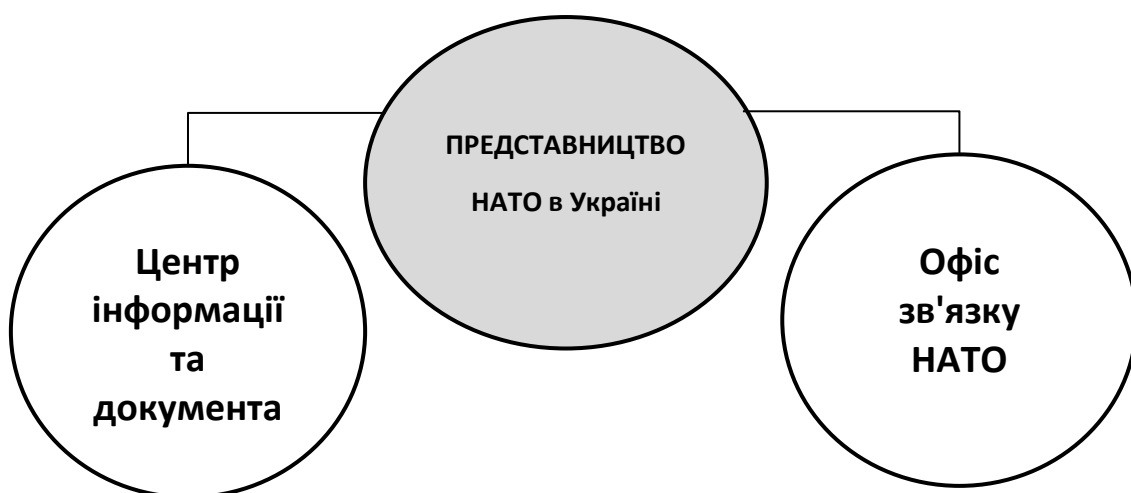 ПРЕДСТАВНИЦТВО
НАТО в Україні
Центр
інформації
та
документа
Офіс
зв'язку
НАТО